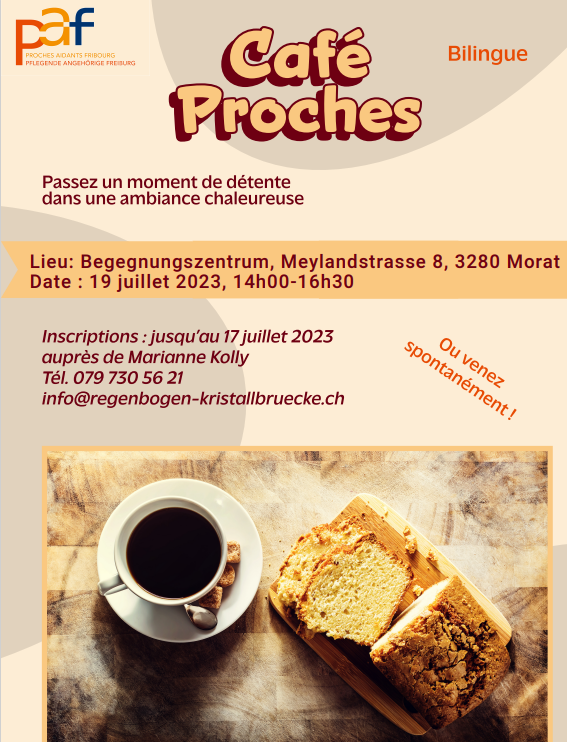 paf
PROCHES AIDANTS FRIBOURG
PFLEGENDE ANGEHÖRIGE FREIBURG
Café
Proches
Bilingue
Passez un moment de détente
dans une ambiance chaleureuse
Lieu: Begegnungszentrum, Meylandstrasse 8, 3280 Morat
Date : 19 juillet 2023, 14h00-16h30
Inscriptions : jusqu'au 17 juillet 2023
auprès de Marianne Kolly
Tél. 079 730 56 21
info@regenbogen-kristallbruecke.ch
Ou venez
spontanément !